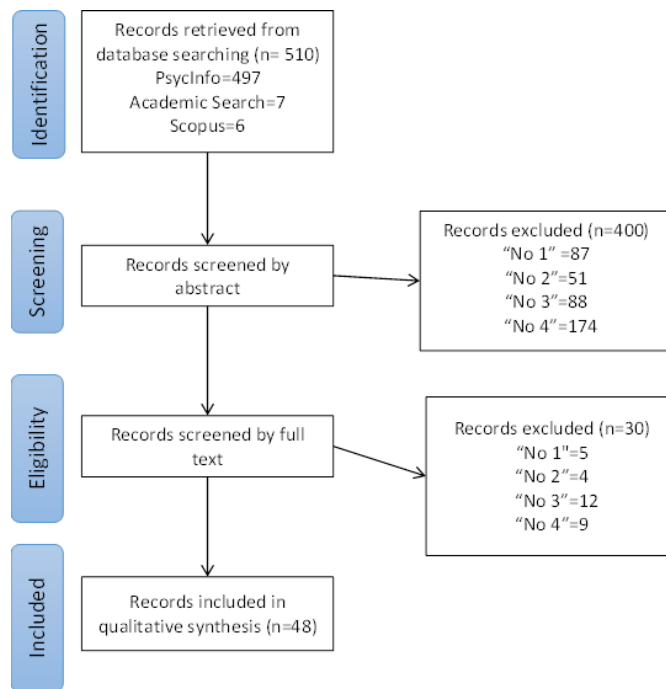 Identification
Records retrieved from
database searching (n= 510)
PsycInfo=497
Academic Search=7
Scopus=6
Screening
Records screened by
abstract
Records excluded (n=400)
“No 1” =87
“No 2”=51
“No 3”=88
“No 4”=174
Eligibility
Records screened by full
text
Records excluded (n=30)
“No 1"=5
“No 2”=4
“No 3”=12
“No 4”=9
Included
Records included in
qualitative synthesis (n=48)